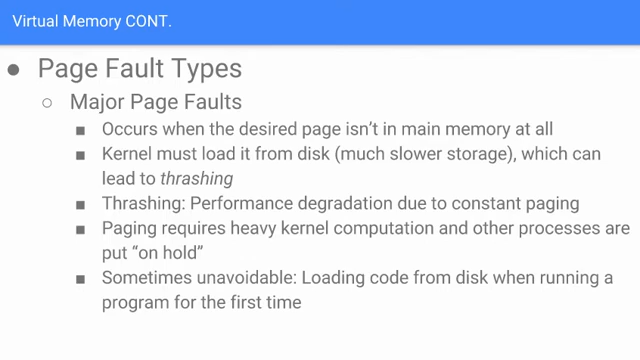 Virtual Memory CONT.
● Page Fault Types
○ Major Page Faults
■ Occurs when the desired page isn't in main memory at all
■ Kernel must load it from disk (much slower storage), which can
lead to thrashing
■ Thrashing: Performance degradation due to constant paging
■ Paging requires heavy kernel computation and other processes are
put “on hold”
■ Sometimes unavoidable: Loading code from disk when running a
program for the first time